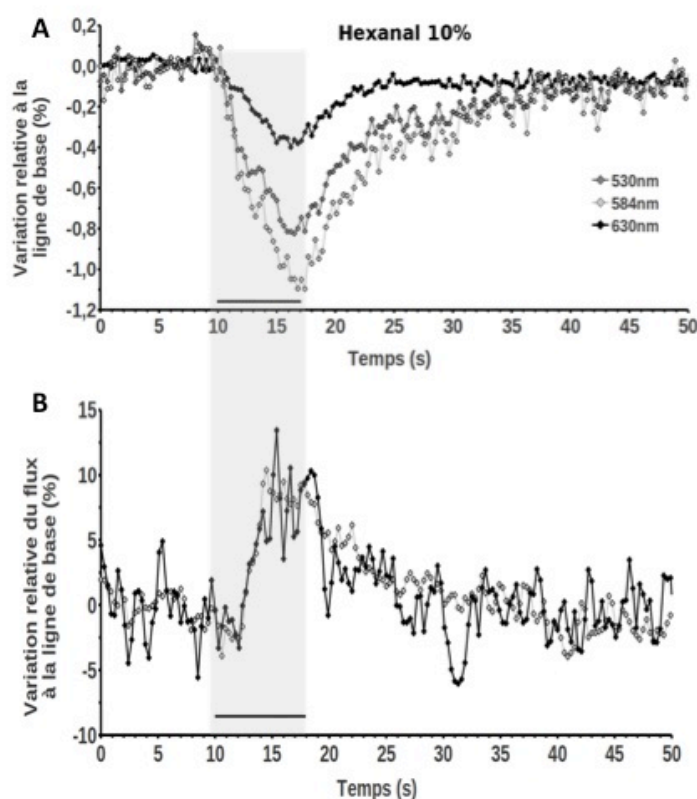 A
Hexanal 10%
Variation relative à la
ligne de base (%)
0,2
0,0
-0,2
-0,4
-0,6
-0,8
-1,0
-1,2
530nm
584nm
630nm
0 5 10 15 20 25 30 35 40 45 50
Temps (s)
B
Variation relative du flux
à la ligne de base (%)
15
10
5
0
-5
-10
0 5 10 15 20 25 30 35 40 45 50
Temps (s)